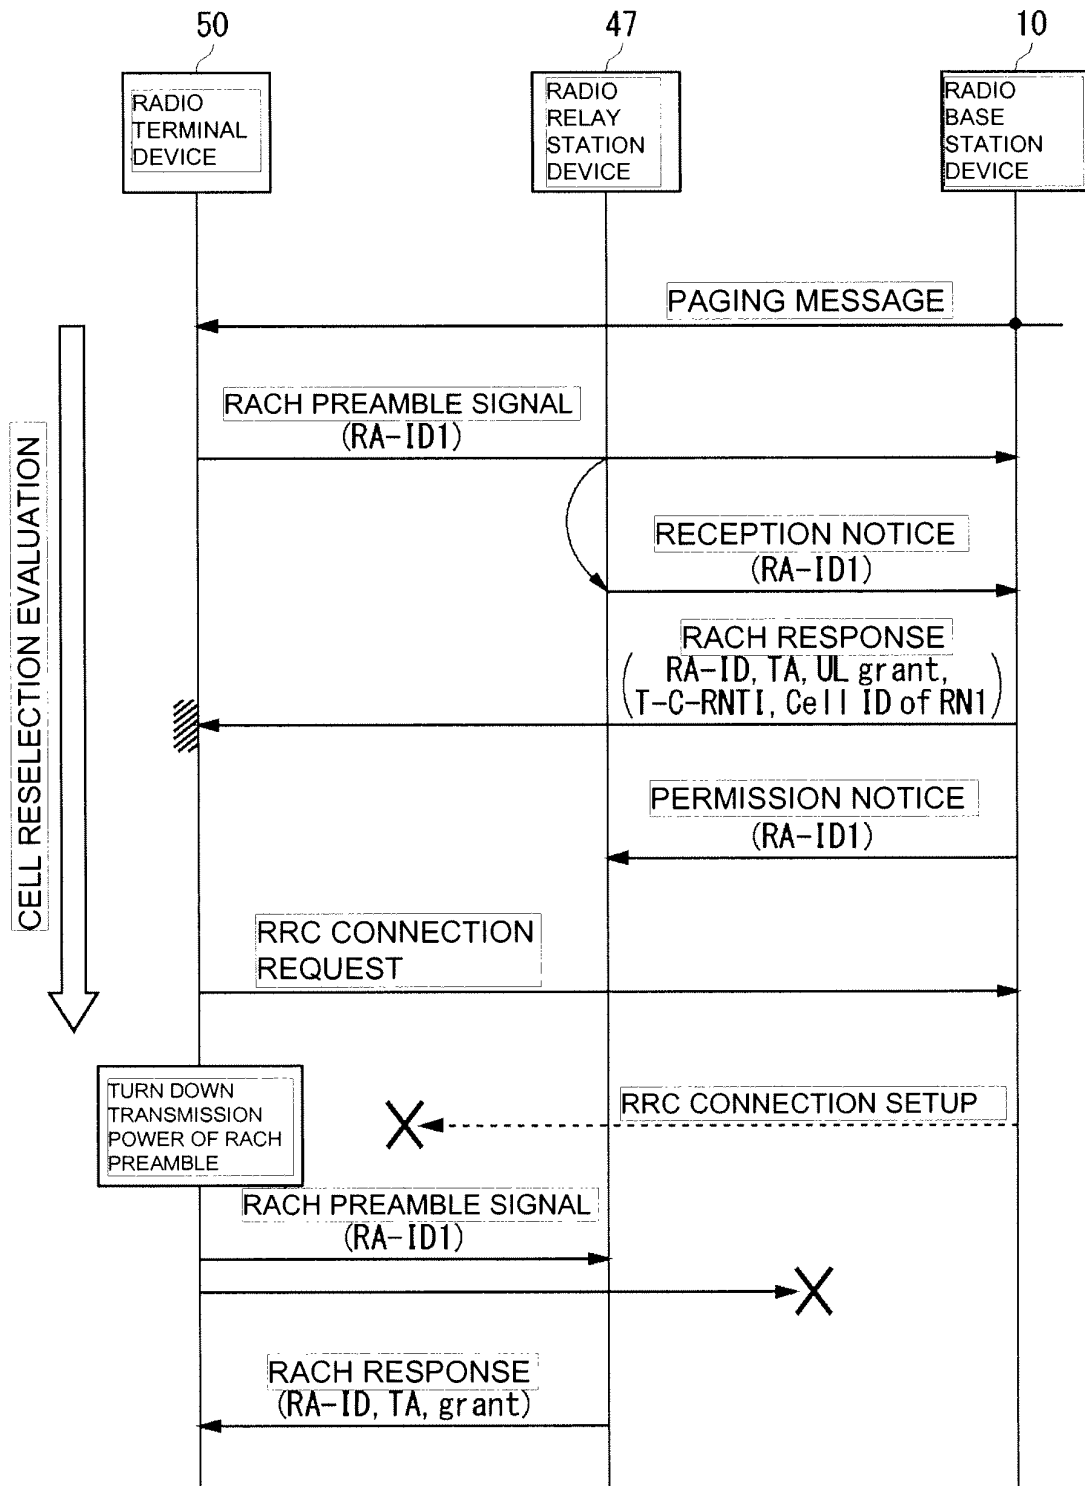 50
47
10
RADIO
TERMINAL
DEVICE
RADIO
RELAY
STATION
DEVICE
RADIO
BASE
STATION
DEVICE
PAGING MESSAGE
CELL RESELECTION EVALUATION
RACH PREAMBLE SIGNAL
(RA-ID1)
RECEPTION NOTICE
(RA-ID1)
RACH RESPONSE
(RA-ID, TA, UL grant,
T-C-RNTI, Cell ID of RN1)
PERMISSION NOTICE
(RA-ID1)
RRC CONNECTION
REQUEST
TURN DOWN
TRANSMISSION
POWER OF RACH
PREAMBLE
RRC CONNECTION SETUP
RACH PREAMBLE SIGNAL
(RA-ID1)
RACH RESPONSE
(RA-ID, TA, grant)